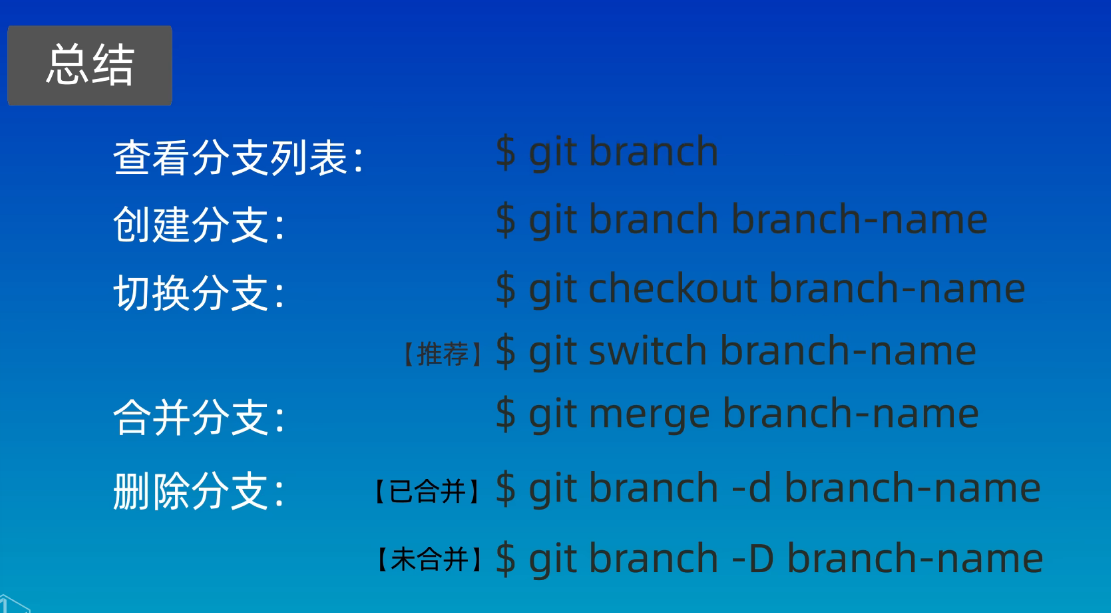 总结
查看分支列表： $ git branch
创建分支： $ git branch branch-name
切换分支： $ git checkout branch-name
【推荐】 $ git switch branch-name
合并分支： $ git merge branch-name
删除分支： 【已合并】 $ git branch -d branch-name
【未合并】 $ git branch -D branch-name